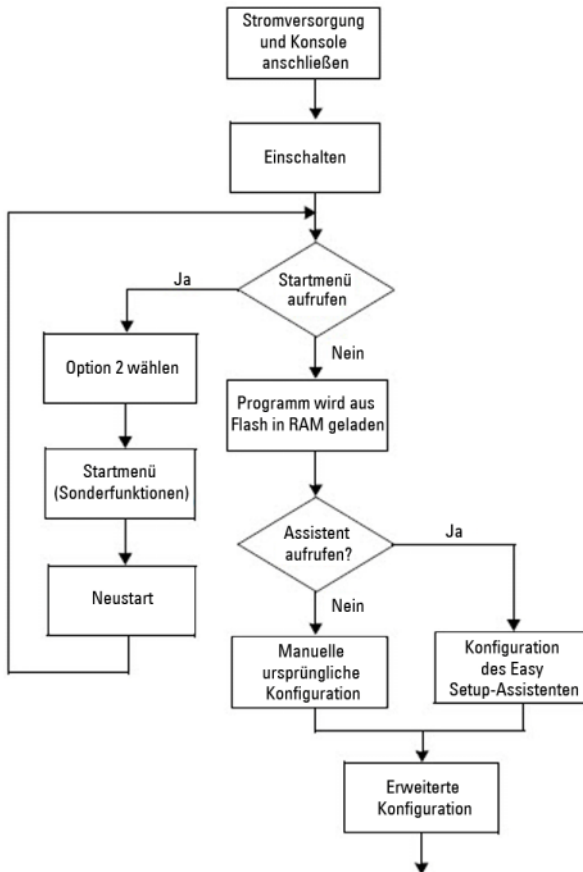 Stromversorgung
und Konsole
anschließen
Einschalten
Startmenü
aufrufen
Ja
Nein
Option 2 wählen
Programm wird aus
Flash in RAM geladen
Startmenü
(Sonderfunktionen)
Assistent
aufrufen?
Ja
Neustart
Nein
Manuelle
ursprüngliche
Konfiguration
Konfiguration
des Easy
Setup-Assistenten
Erweiterte
Konfiguration